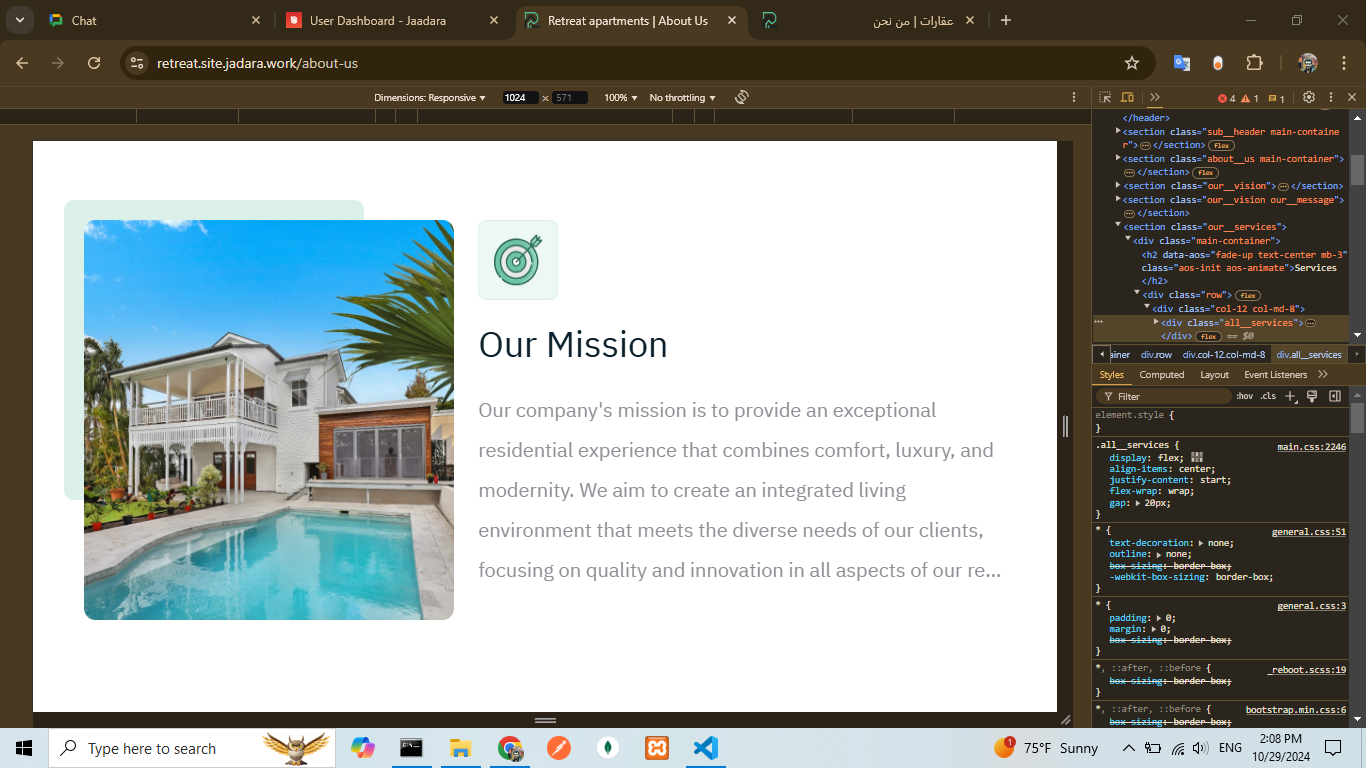 Chat
User Dashboard - Jaadara
Retreat apartments | About Us
عقارات | من نحن
retreat.site.jadara.work/about-us
Dimensions: Responsive
1024 × 571
100%
No throttling
4 1 1
Our Mission
Our company's mission is to provide an exceptional
residential experience that combines comfort, luxury, and
modernity. We aim to create an integrated living
environment that meets the diverse needs of our clients,
focusing on quality and innovation in all aspects of our re...
</header>
<section class="sub__header main-containe
r"> ⋯ </section> flex
<section class="about__us main-container">
⋯ </section> flex
<section class="our__vision"> ⋯ </section>
<section class="our__vision our__message">
⋯ </section>
<section class="our__services">
<div class="main-container">
<h2 data-aos="fade-up text-center mb-3"
class="aos-init aos-animate">Services
</h2>
<div class="row"> flex
<div class="col-12 col-md-8">
<div class="all__services"> ⋯
</div> flex == $0
ainer div.row div.col-12.col-md-8 div.all__services
Styles Computed Layout Event Listeners
Filter :hov .cls
element.style {
}
.all__services { main.css:2246
display: flex;
align-items: center;
justify-content: start;
flex-wrap: wrap;
gap: 20px;
}
* { general.css:51
text-decoration: none;
outline: none;
box-sizing: border-box;
-webkit-box-sizing: border-box;
}
* { general.css:3
padding: 0;
margin: 0;
box-sizing: border-box;
}
*, ::after, ::before { _reboot.scss:19
box-sizing: border-box;
}
*, ::after, ::before { bootstrap.min.css:6
box-sizing: border-box;
Type here to search
1
75°F Sunny
ENG
2:08 PM
10/29/2024